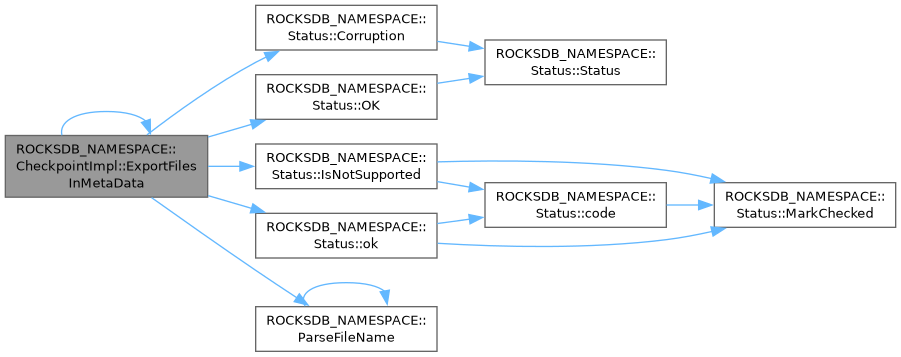 ROCKSDB_NAMESPACE::
CheckpointImpl::ExportFiles
InMetaData
ROCKSDB_NAMESPACE::
Status::Corruption
ROCKSDB_NAMESPACE::
Status::OK
ROCKSDB_NAMESPACE::
Status::IsNotSupported
ROCKSDB_NAMESPACE::
Status::ok
ROCKSDB_NAMESPACE::
ParseFileName
ROCKSDB_NAMESPACE::
Status::Status
ROCKSDB_NAMESPACE::
Status::code
ROCKSDB_NAMESPACE::
Status::MarkChecked